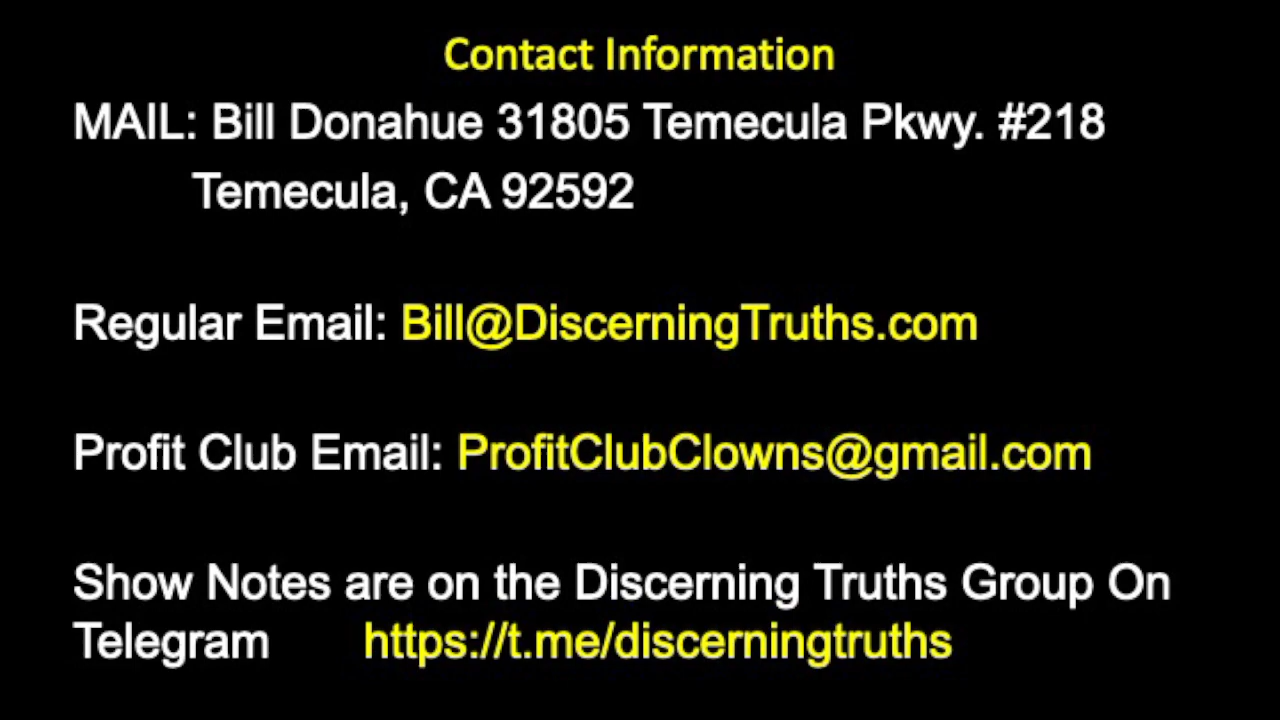 Contact Information
MAIL: Bill Donahue 31805 Temecula Pkwy. #218
Temecula, CA 92592
Regular Email: Bill@DiscerningTruths.com
Profit Club Email: ProfitClubClowns@gmail.com
Show Notes are on the Discerning Truths Group On
Telegram https://t.me/discerningtruths